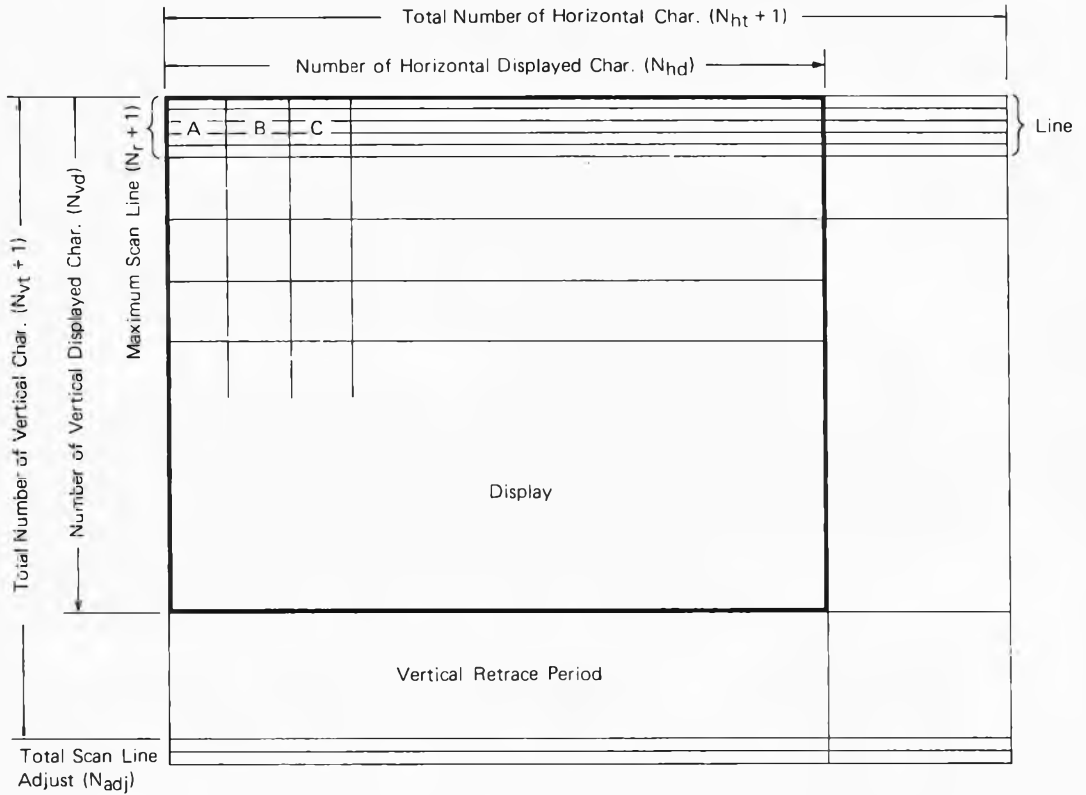 Total Number of Horizontal Char. (Nht + 1)
Number of Horizontal Displayed Char. (Nhd)
Total Number of Vertical Char. (Nvt + 1)
Number of Vertical Displayed Char. (Nvd)
Maximum Scan Line (Nr + 1)
A B C
Line
Display
Vertical Retrace Period
Total Scan Line
Adjust (Nadj)